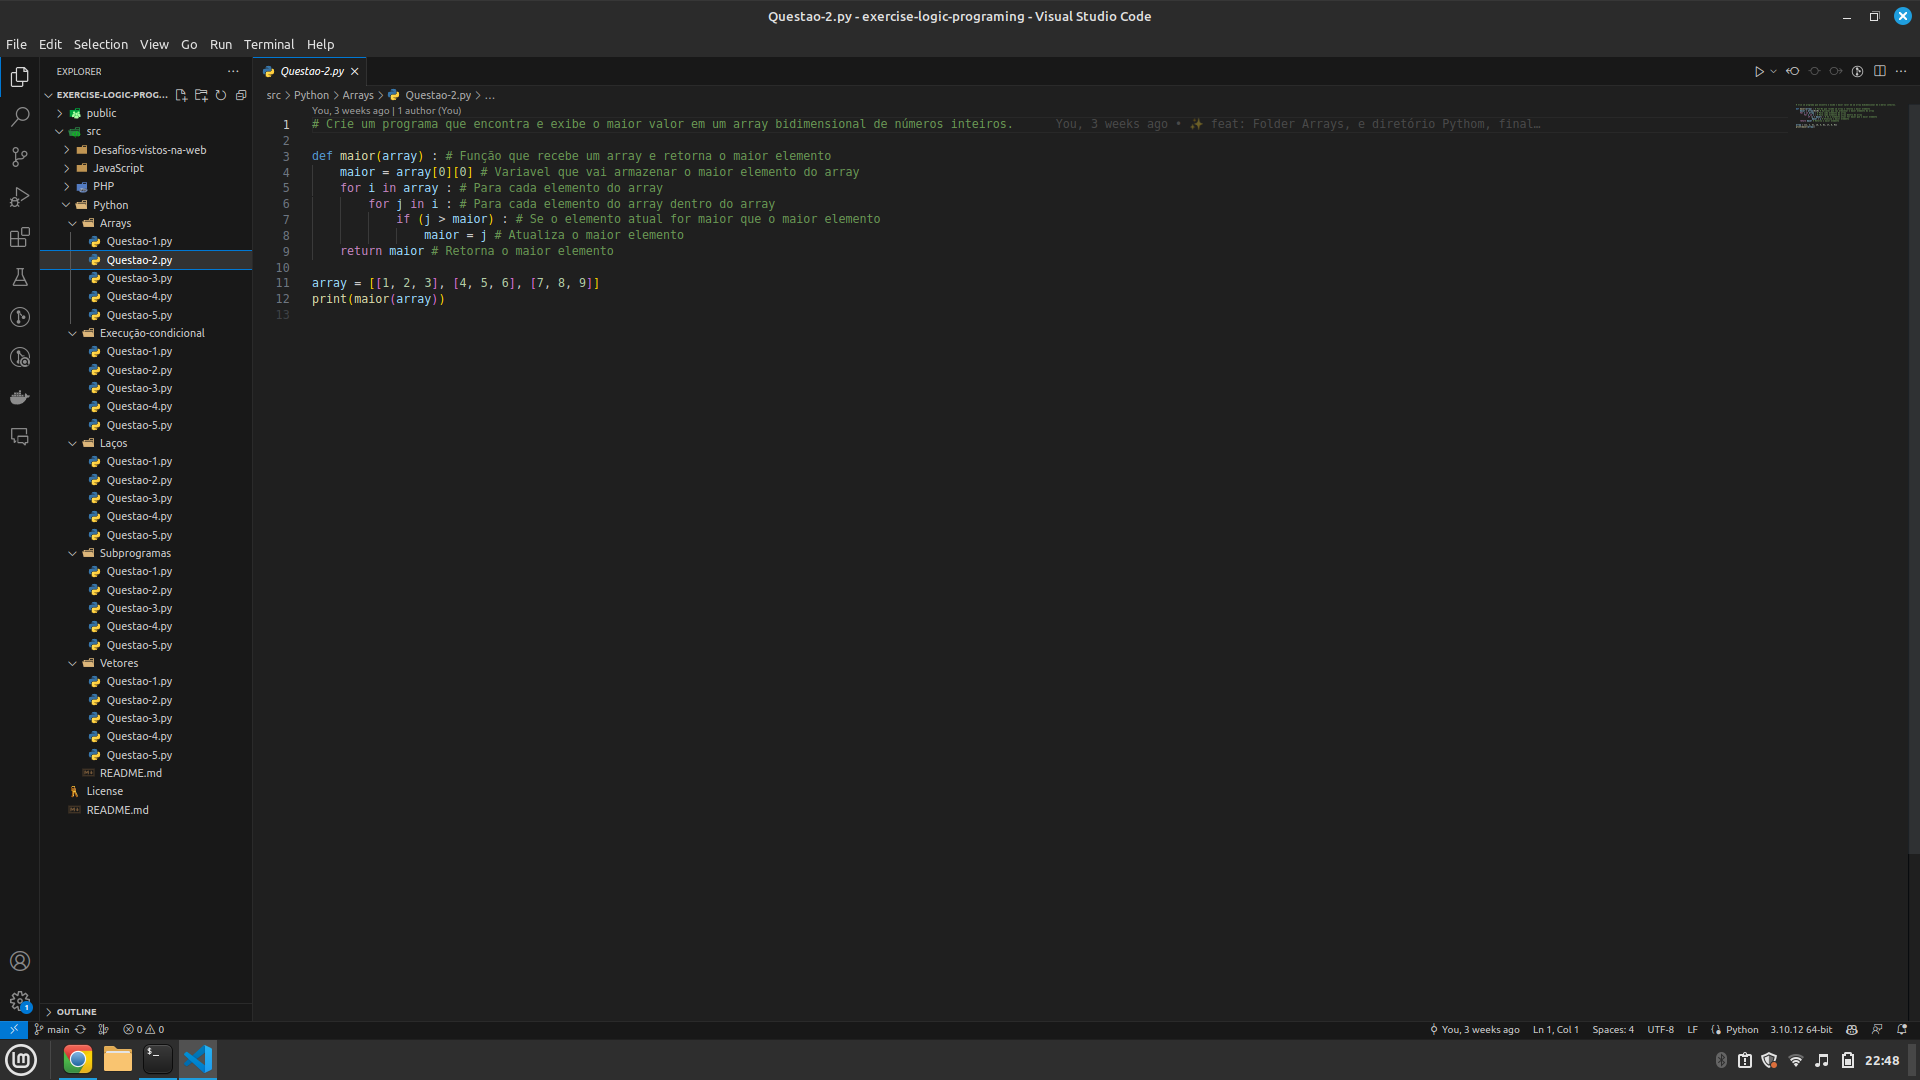 Questao-2.py - exercise-logic-programing - Visual Studio Code
File Edit Selection View Go Run Terminal Help
EXPLORER
EXERCISE-LOGIC-PROG...
public
src
Desafios-vistos-na-web
JavaScript
PHP
Python
Arrays
Questao-1.py
Questao-2.py
Questao-3.py
Questao-4.py
Questao-5.py
Execução-condicional
Questao-1.py
Questao-2.py
Questao-3.py
Questao-4.py
Questao-5.py
Laços
Questao-1.py
Questao-2.py
Questao-3.py
Questao-4.py
Questao-5.py
Subprogramas
Questao-1.py
Questao-2.py
Questao-3.py
Questao-4.py
Questao-5.py
Vetores
Questao-1.py
Questao-2.py
Questao-3.py
Questao-4.py
Questao-5.py
README.md
License
README.md
OUTLINE
Questao-2.py
src > Python > Arrays > Questao-2.py > ...
You, 3 weeks ago | 1 author (You)
1 # Crie um programa que encontra e exibe o maior valor em um array bidimensional de números inteiros. You, 3 weeks ago • ✨ feat: Folder Arrays, e diretório Pythom, final…
2
3 def maior(array) : # Função que recebe um array e retorna o maior elemento
4 maior = array[0][0] # Variavel que vai armazenar o maior elemento do array
5 for i in array : # Para cada elemento do array
6 for j in i : # Para cada elemento do array dentro do array
7 if (j > maior) : # Se o elemento atual for maior que o maior elemento
8 maior = j # Atualiza o maior elemento
9 return maior # Retorna o maior elemento
10
11 array = [[1, 2, 3], [4, 5, 6], [7, 8, 9]]
12 print(maior(array))
13
main 0 0 You, 3 weeks ago Ln 1, Col 1 Spaces: 4 UTF-8 LF Python 3.10.12 64-bit
22:48